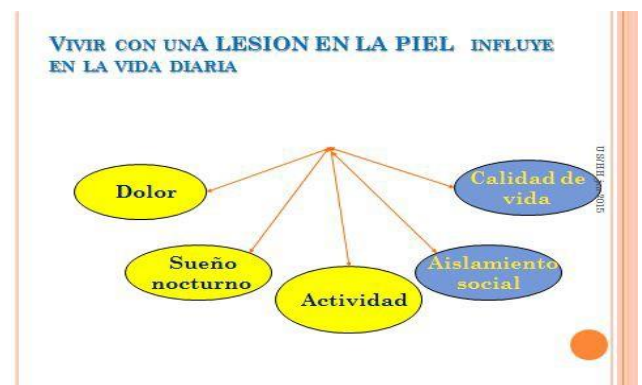 VIVIR CON UNA LESION EN LA PIEL INFLUYE
EN LA VIDA DIARIA
Dolor
Sueño
nocturno
Actividad
Aislamiento
social
Calidad de
vida
2015